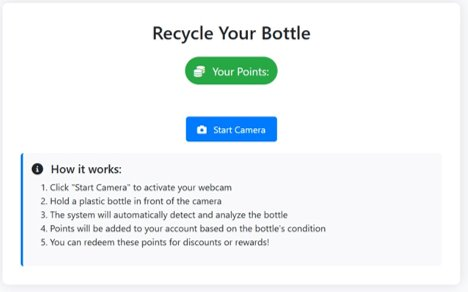 Recycle Your Bottle
Your Points:
Start Camera
How it works:
1. Click "Start Camera" to activate your webcam
2. Hold a plastic bottle in front of the camera
3. The system will automatically detect and analyze the bottle
4. Points will be added to your account based on the bottle's condition
5. You can redeem these points for discounts or rewards!